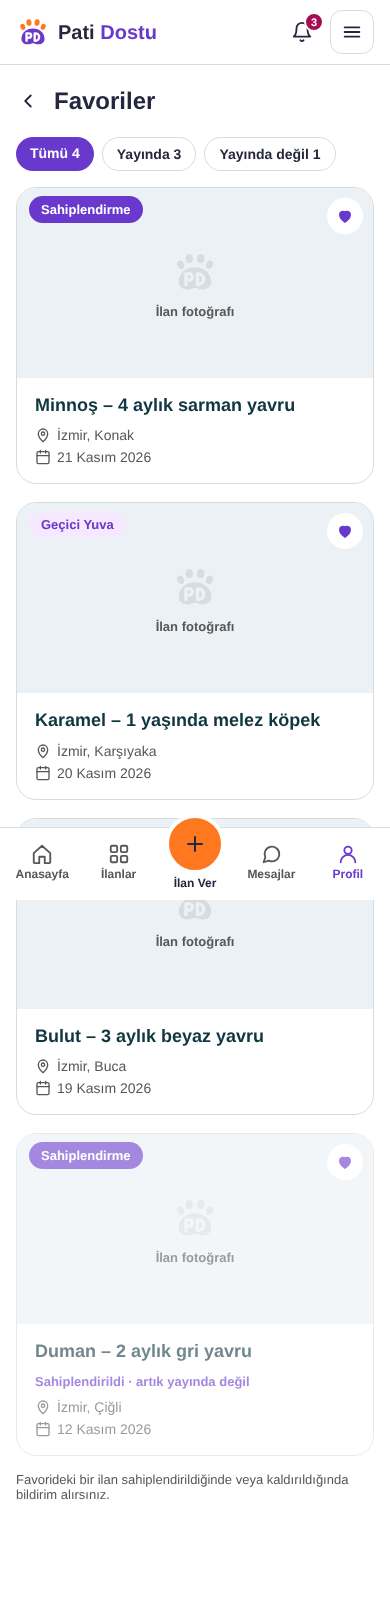 PD Pati Dostu
3
Favoriler
Tümü 4
Yayında 3
Yayında değil 1
Sahiplendirme
PD
İlan fotoğrafı
Minnoş – 4 aylık sarman yavru
İzmir, Konak
21 Kasım 2026
Geçici Yuva
PD
İlan fotoğrafı
Karamel – 1 yaşında melez köpek
İzmir, Karşıyaka
20 Kasım 2026
Anasayfa
İlanlar
İlan Ver
Mesajlar
Profil
PD
İlan fotoğrafı
Bulut – 3 aylık beyaz yavru
İzmir, Buca
19 Kasım 2026
Sahiplendirme
PD
İlan fotoğrafı
Duman – 2 aylık gri yavru
Sahiplendirildi · artık yayında değil
İzmir, Çiğli
12 Kasım 2026
Favorideki bir ilan sahiplendirildiğinde veya kaldırıldığında
bildirim alırsınız.